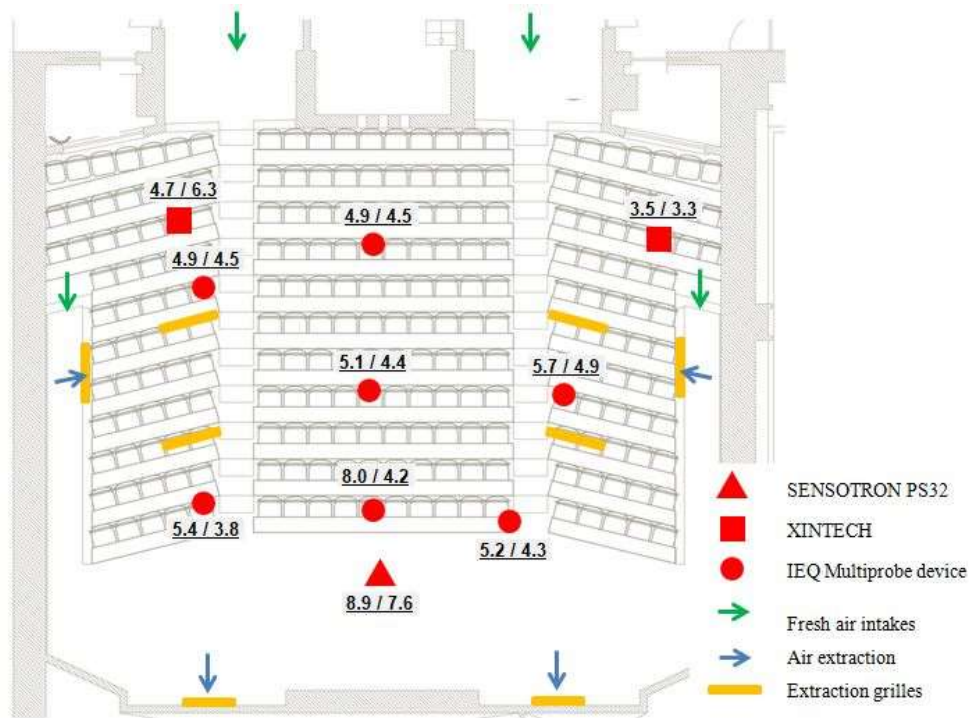 4.7 / 6.3
3.5 / 3.3
4.9 / 4.5
4.9 / 4.5
5.1 / 4.4
5.7 / 4.9
8.0 / 4.2
5.4 / 3.8
5.2 / 4.3
8.9 / 7.6
SENSOTRON PS32
XINTECH
IEQ Multiprobe device
Fresh air intakes
Air extraction
Extraction grilles